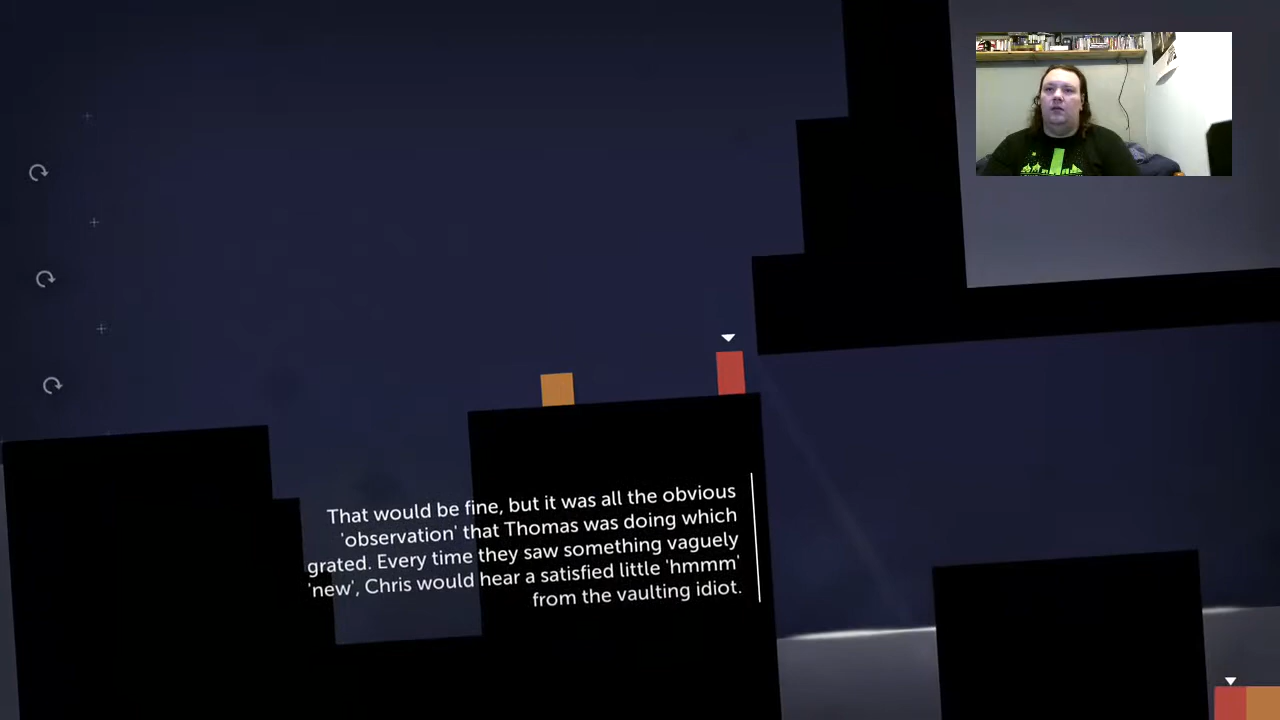 That would be fine, but it was all the obvious
'observation' that Thomas was doing which
grated. Every time they saw something vaguely
'new', Chris would hear a satisfied little 'hmmm'
from the vaulting idiot.